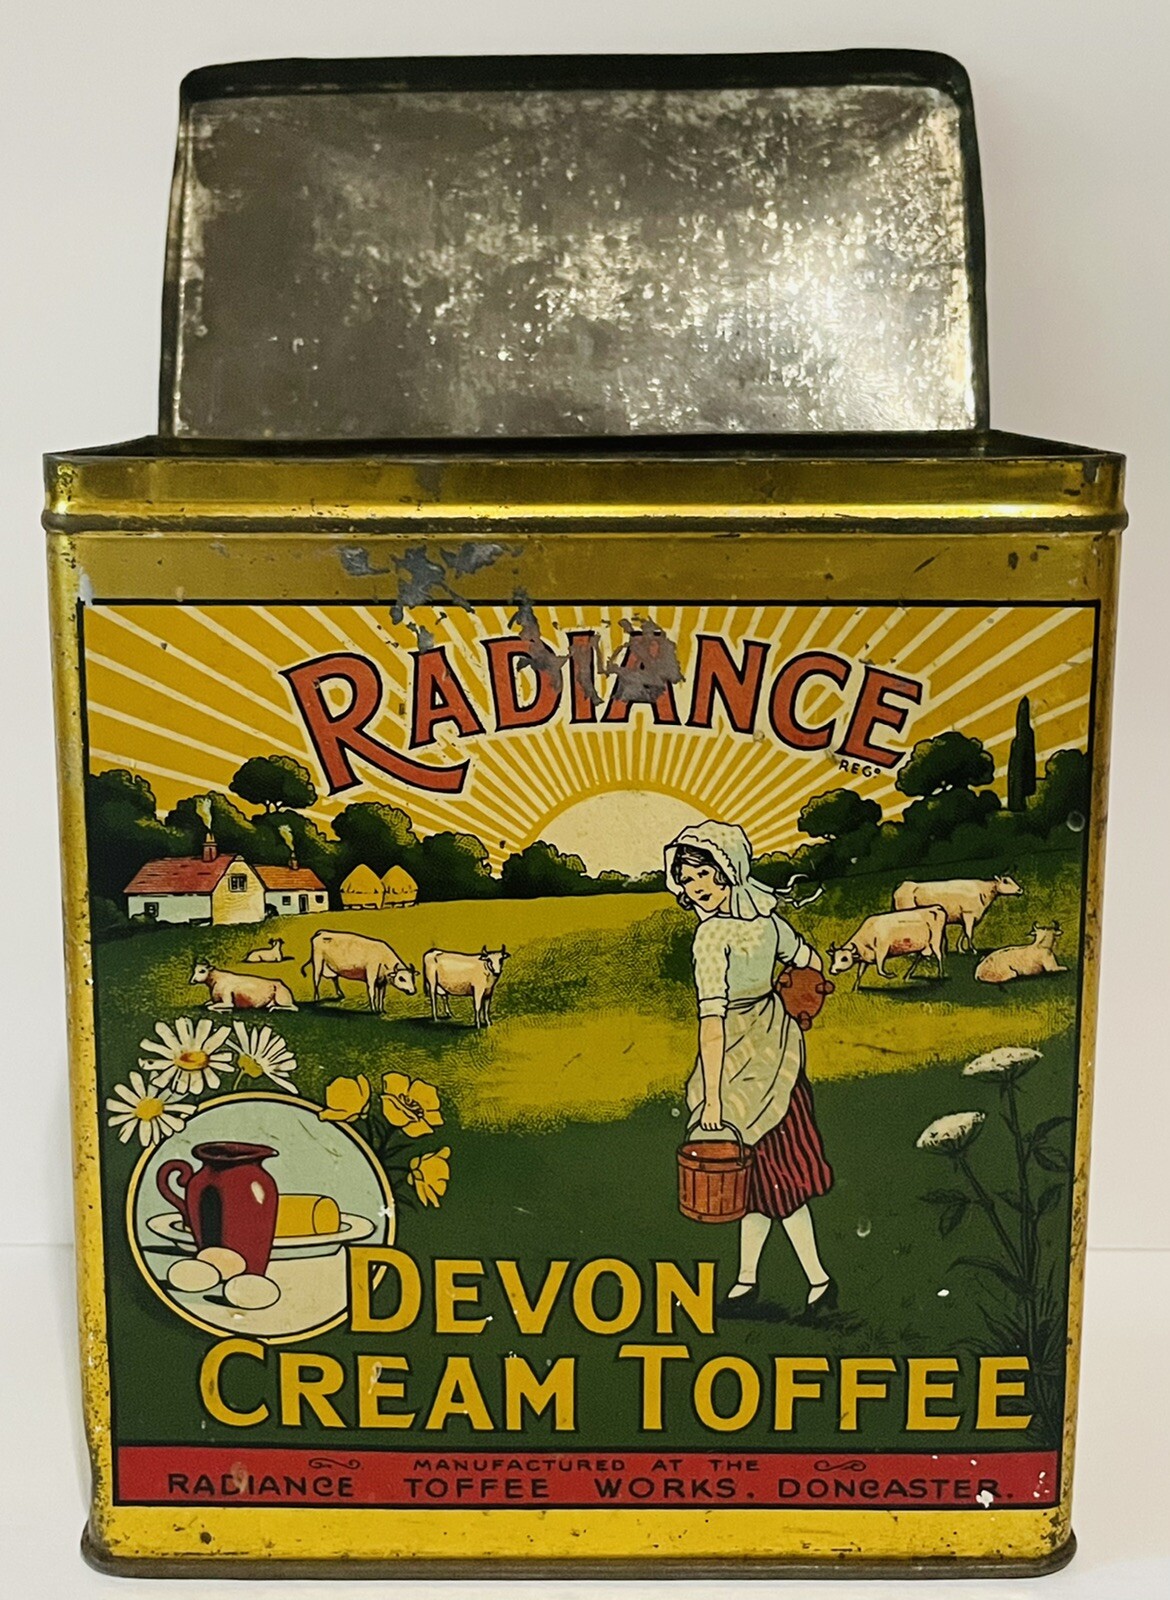 RADIANCE
REGD
DEVON
CREAM TOFFEE
MANUFACTURED AT THE
RADIANCE TOFFEE WORKS. DONCASTER.